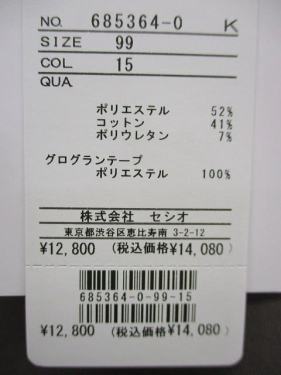 NO. 685364-0 K
SIZE 99
COL. 15
QUA
ポリエステル 52%
コットン 41%
ポリウレタン 7%
グログランテープ
ポリエステル 100%
株式会社 セシオ
東京都渋谷区恵比寿南 3-2-12
¥12,800 (税込価格¥14,080)
685364-0-99-15
¥12,800 (税込価格¥14,080)